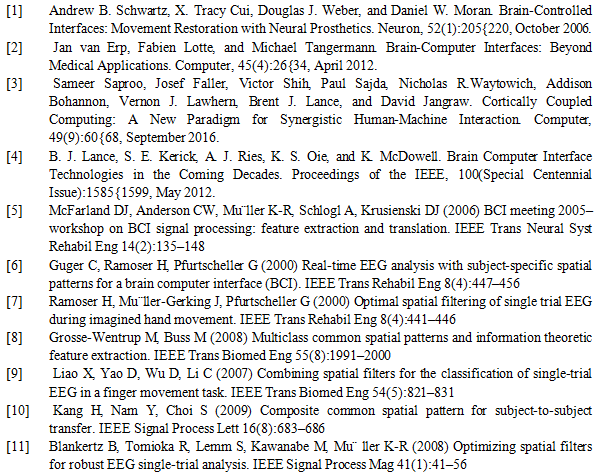 [1] Andrew B. Schwartz, X. Tracy Cui, Douglas J. Weber, and Daniel W. Moran. Brain-Controlled
Interfaces: Movement Restoration with Neural Prosthetics. Neuron, 52(1):205{220, October 2006.
[2] Jan van Erp, Fabien Lotte, and Michael Tangermann. Brain-Computer Interfaces: Beyond
Medical Applications. Computer, 45(4):26{34, April 2012.
[3] Sameer Saproo, Josef Faller, Victor Shih, Paul Sajda, Nicholas R.Waytowich, Addison
Bohannon, Vernon J. Lawhern, Brent J. Lance, and David Jangraw. Cortically Coupled
Computing: A New Paradigm for Synergistic Human-Machine Interaction. Computer,
49(9):60{68, September 2016.
[4] B. J. Lance, S. E. Kerick, A. J. Ries, K. S. Oie, and K. McDowell. Brain Computer Interface
Technologies in the Coming Decades. Proceedings of the IEEE, 100(Special Centennial
Issue):1585{1599, May 2012.
[5] McFarland DJ, Anderson CW, Mu¨ller K-R, Schlogl A, Krusienski DJ (2006) BCI meeting 2005–
workshop on BCI signal processing: feature extraction and translation. IEEE Trans Neural Syst
Rehabil Eng 14(2):135–148
[6] Guger C, Ramoser H, Pfurtscheller G (2000) Real-time EEG analysis with subject-specific spatial
patterns for a brain computer interface (BCI). IEEE Trans Rehabil Eng 8(4):447–456
[7] Ramoser H, Mu¨ller-Gerking J, Pfurtscheller G (2000) Optimal spatial filtering of single trial EEG
during imagined hand movement. IEEE Trans Rehabil Eng 8(4):441–446
[8] Grosse-Wentrup M, Buss M (2008) Multiclass common spatial patterns and information theoretic
feature extraction. IEEE Trans Biomed Eng 55(8):1991–2000
[9] Liao X, Yao D, Wu D, Li C (2007) Combining spatial filters for the classification of single-trial
EEG in a finger movement task. IEEE Trans Biomed Eng 54(5):821–831
[10] Kang H, Nam Y, Choi S (2009) Composite common spatial pattern for subject-to-subject
transfer. IEEE Signal Process Lett 16(8):683–686
[11] Blankertz B, Tomioka R, Lemm S, Kawanabe M, Mu¨ ller K-R (2008) Optimizing spatial filters
for robust EEG single-trial analysis. IEEE Signal Process Mag 41(1):41–56